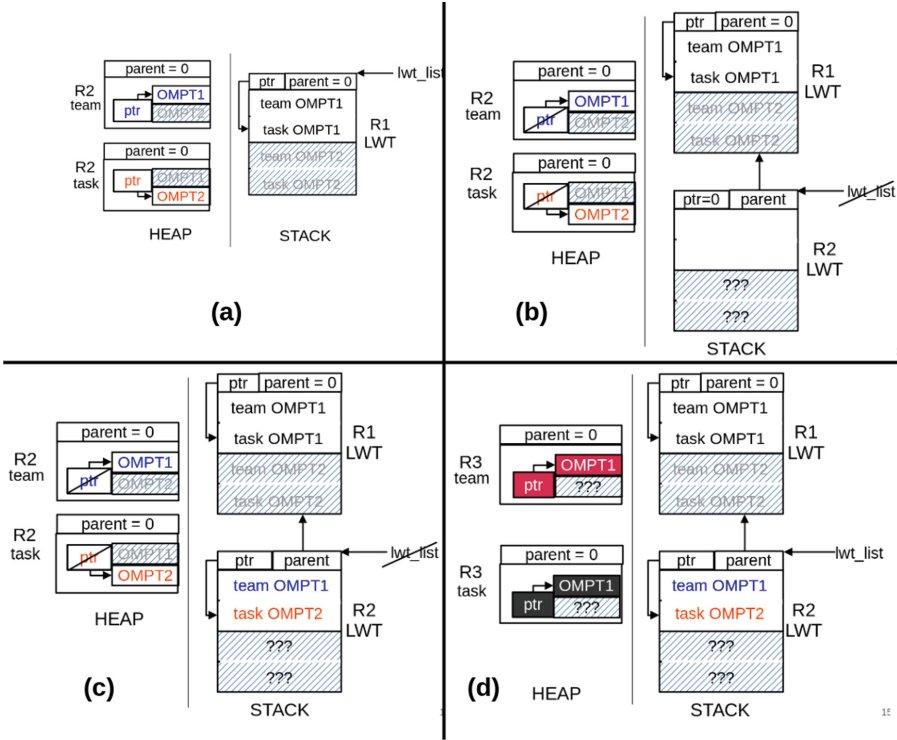 parent = 0
R2
team
OMPT1
ptr
OMPT2
parent = 0
R2
task
OMPT1
ptr
OMPT2
HEAP
ptr
parent = 0
lwt_list
team OMPT1
task OMPT1
R1
LWT
team OMPT2
task OMPT2
STACK
(a)
parent = 0
R2
team
OMPT1
ptr
OMPT2
parent = 0
R2
task
OMPT1
ptr
OMPT2
HEAP
ptr
parent = 0
team OMPT1
task OMPT1
R1
LWT
team OMPT2
task OMPT2
ptr=0
parent
lwt_list
R2
LWT
???
???
STACK
(b)
parent = 0
R2
team
OMPT1
ptr
OMPT2
parent = 0
R2
task
OMPT1
ptr
OMPT2
HEAP
ptr
parent = 0
team OMPT1
task OMPT1
R1
LWT
team OMPT2
task OMPT2
ptr
parent
lwt_list
team OMPT1
task OMPT2
R2
LWT
???
???
STACK
(c)
parent = 0
R3
team
OMPT1
ptr
???
parent = 0
R3
task
OMPT1
ptr
???
HEAP
ptr
parent = 0
team OMPT1
task OMPT1
R1
LWT
team OMPT2
task OMPT2
ptr
parent
lwt_list
team OMPT1
task OMPT2
R2
LWT
???
???
STACK
(d)